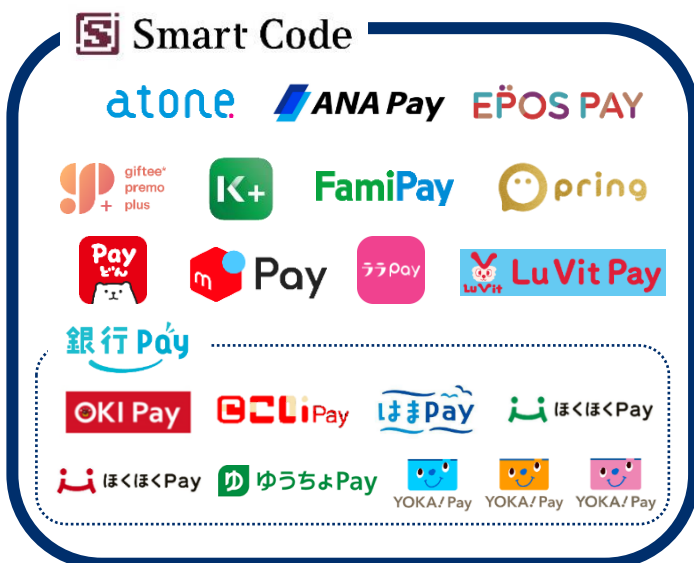 Smart Code
atone
ANA Pay
EPOS PAY
giftee*
premo
plus
K+
FamiPay
pring
Pay
どん
m Pay
ララpay
LuVit
LuVit Pay
銀行Pay
OKI Pay
こいPay
はまPay
ほくほくPay
ほくほくPay
ゆ ゆうちょPay
YOKA!Pay
YOKA!Pay
YOKA!Pay